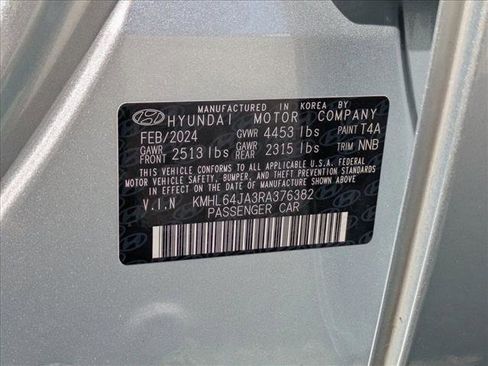 MANUFACTURED IN KOREA BY
HYUNDAI MOTOR COMPANY
FEB/2024 GVWR 4453 lbs PAINT T4A
GAWR FRONT 2513 lbs GAWR REAR 2315 lbs TRIM NNB
THIS VEHICLE CONFORMS TO ALL APPLICABLE U.S.A. FEDERAL
MOTOR VEHICLE SAFETY, BUMPER, AND THEFT PREVENTION
STANDARDS IN EFFECT ON THE DATE OF MANUFACTURE SHOWN ABOVE.
V.I.N KMHL64JA3RA376382
PASSENGER CAR